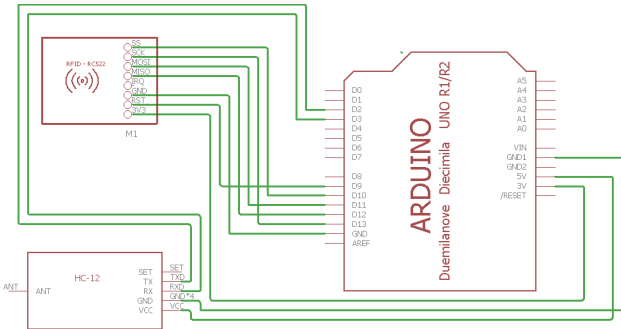 RFID - RC522
SS
SCK
MOSI
MISO
IRQ
GND
RST
3V3
M1
D0
D1
D2
D3
D4
D5
D6
D7
D8
D9
D10
D11
D12
D13
GND
AREF
ARDUINO
Duemilanove Diecimila UNO R1/R2
A5
A4
A3
A2
A1
A0
VIN
GND1
GND2
5V
3V
/RESET
HC-12
ANT
ANT
SET
TX
RX
GND
VCC
SET
TXD
RXD
GND*4
VCC